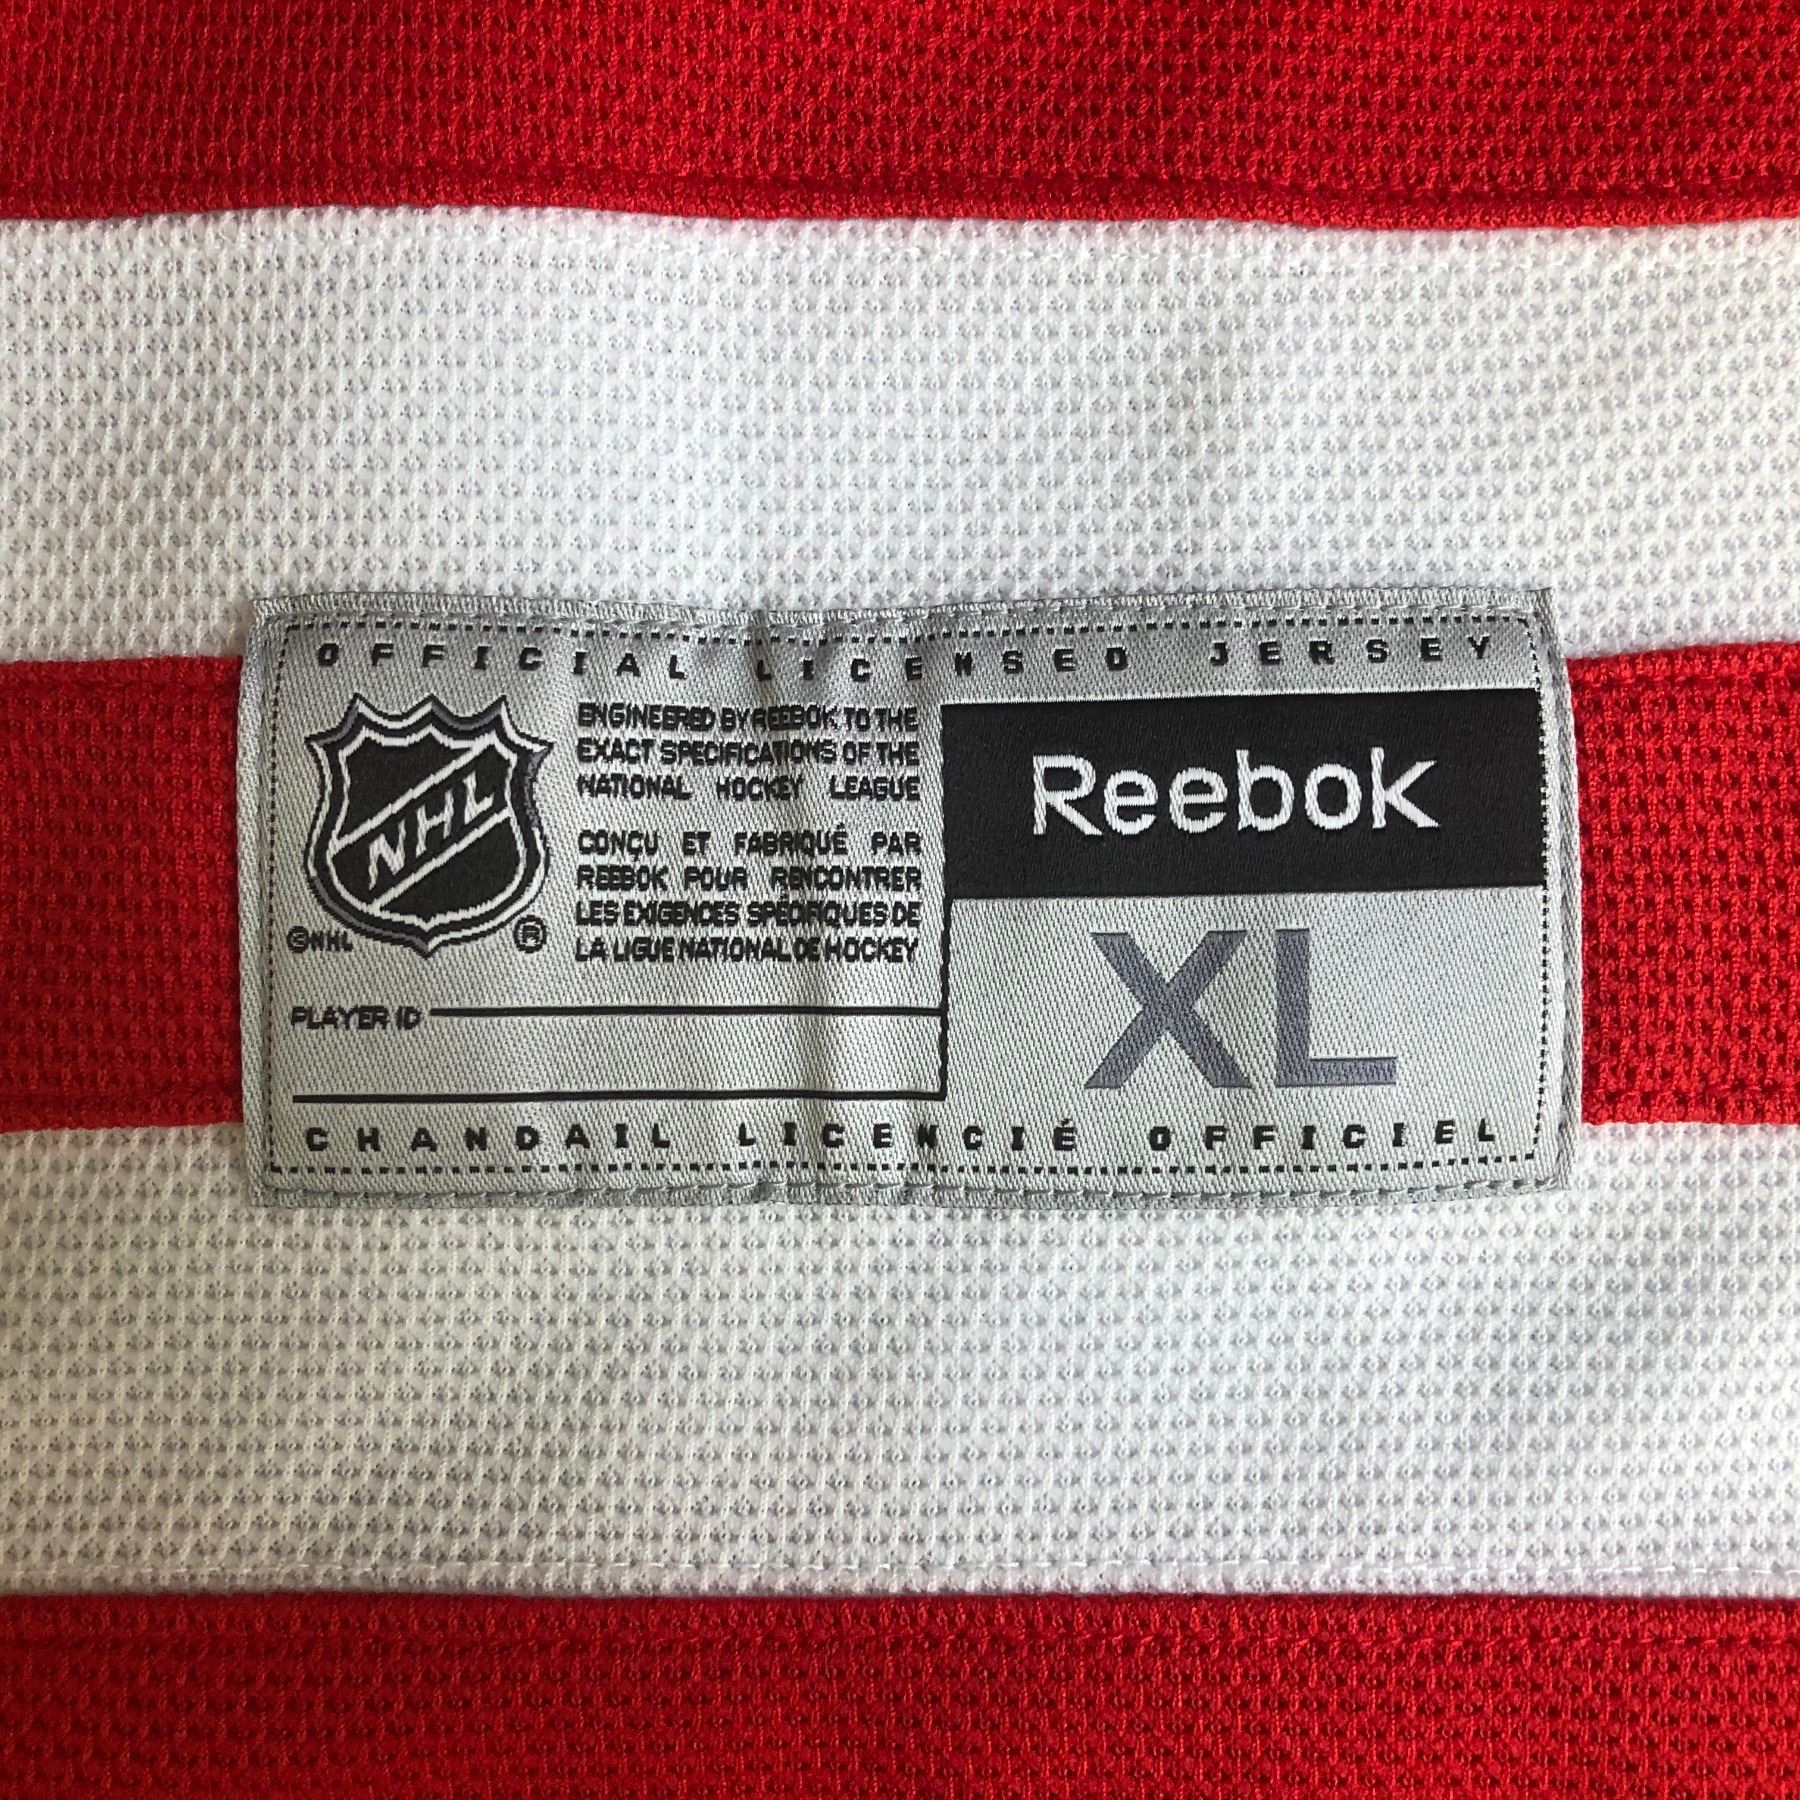 OFFICIAL LICENSED JERSEY
NHL
©NHL
®
ENGINEERED BY REEBOK TO THE
EXACT SPECIFICATIONS OF THE
NATIONAL HOCKEY LEAGUE
CONÇU ET FABRIQUÉ PAR
REEBOK POUR RENCONTRER
LES EXIGENCES SPÉCIFIQUES DE
LA LIGUE NATIONAL DE HOCKEY
PLAYER ID
Reebok
XL
CHANDAIL LICENCIÉ OFFICIEL